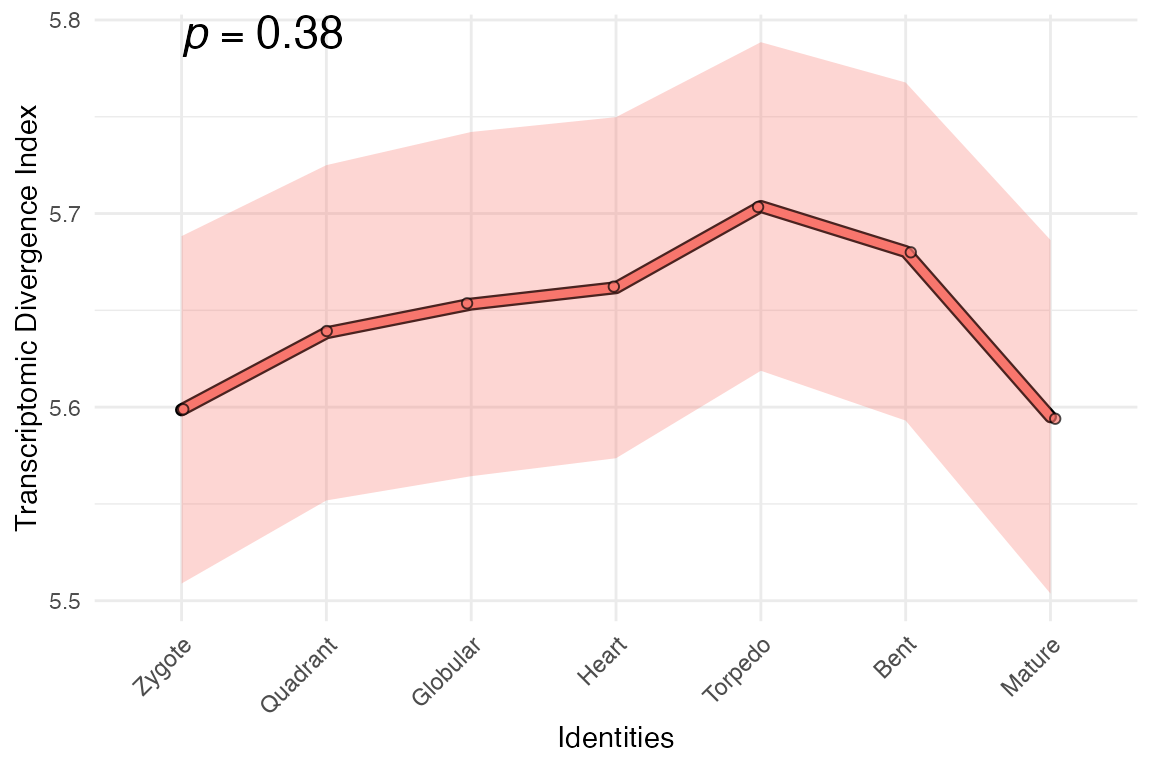 p = 0.38
Transcriptomic Divergence Index
5.8
5.7
5.6
5.5
Zygote
Quadrant
Globular
Heart
Torpedo
Bent
Mature
Identities